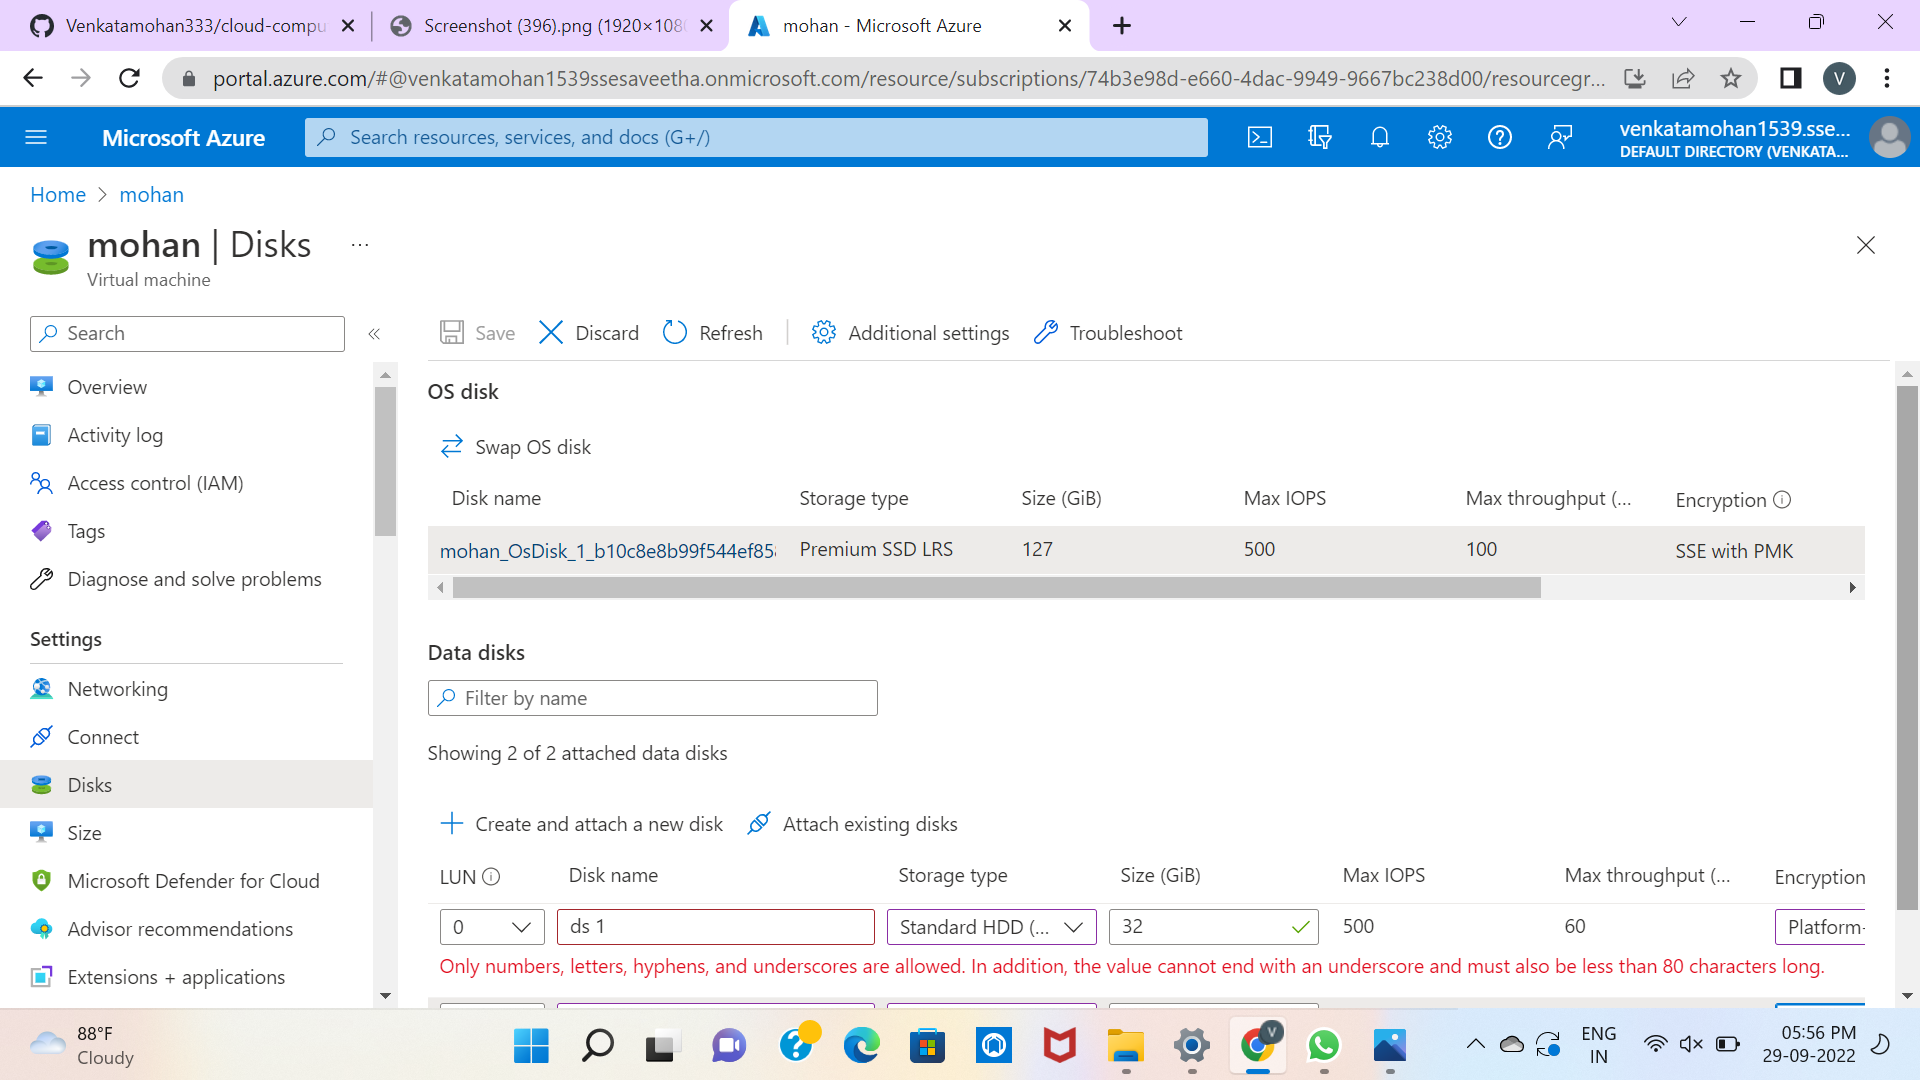 Venkatamohan333/cloud-compu
Screenshot (396).png (1920×108
mohan - Microsoft Azure
portal.azure.com/#@venkatamohan1539ssesaveetha.onmicrosoft.com/resource/subscriptions/74b3e98d-e660-4dac-9949-9667bc238d00/resourcegr...
V
Microsoft Azure
Search resources, services, and docs (G+/)
venkatamohan1539.sse...
DEFAULT DIRECTORY (VENKATA...
Home > mohan
mohan | Disks ...
Virtual machine
Search
Save
Discard
Refresh
Additional settings
Troubleshoot
Overview
Activity log
Access control (IAM)
Tags
Diagnose and solve problems
Settings
Networking
Connect
Disks
Size
Microsoft Defender for Cloud
Advisor recommendations
Extensions + applications
OS disk
Swap OS disk
Disk name Storage type Size (GiB) Max IOPS Max throughput (... Encryption
mohan_OsDisk_1_b10c8e8b99f544ef85 Premium SSD LRS 127 500 100 SSE with PMK
Data disks
Filter by name
Showing 2 of 2 attached data disks
Create and attach a new disk
Attach existing disks
LUN Disk name Storage type Size (GiB) Max IOPS Max throughput (... Encryption
0 ds 1 Standard HDD (... 32 500 60 Platform-
Only numbers, letters, hyphens, and underscores are allowed. In addition, the value cannot end with an underscore and must also be less than 80 characters long.
88°F
Cloudy
V
ENG
IN
05:56 PM
29-09-2022